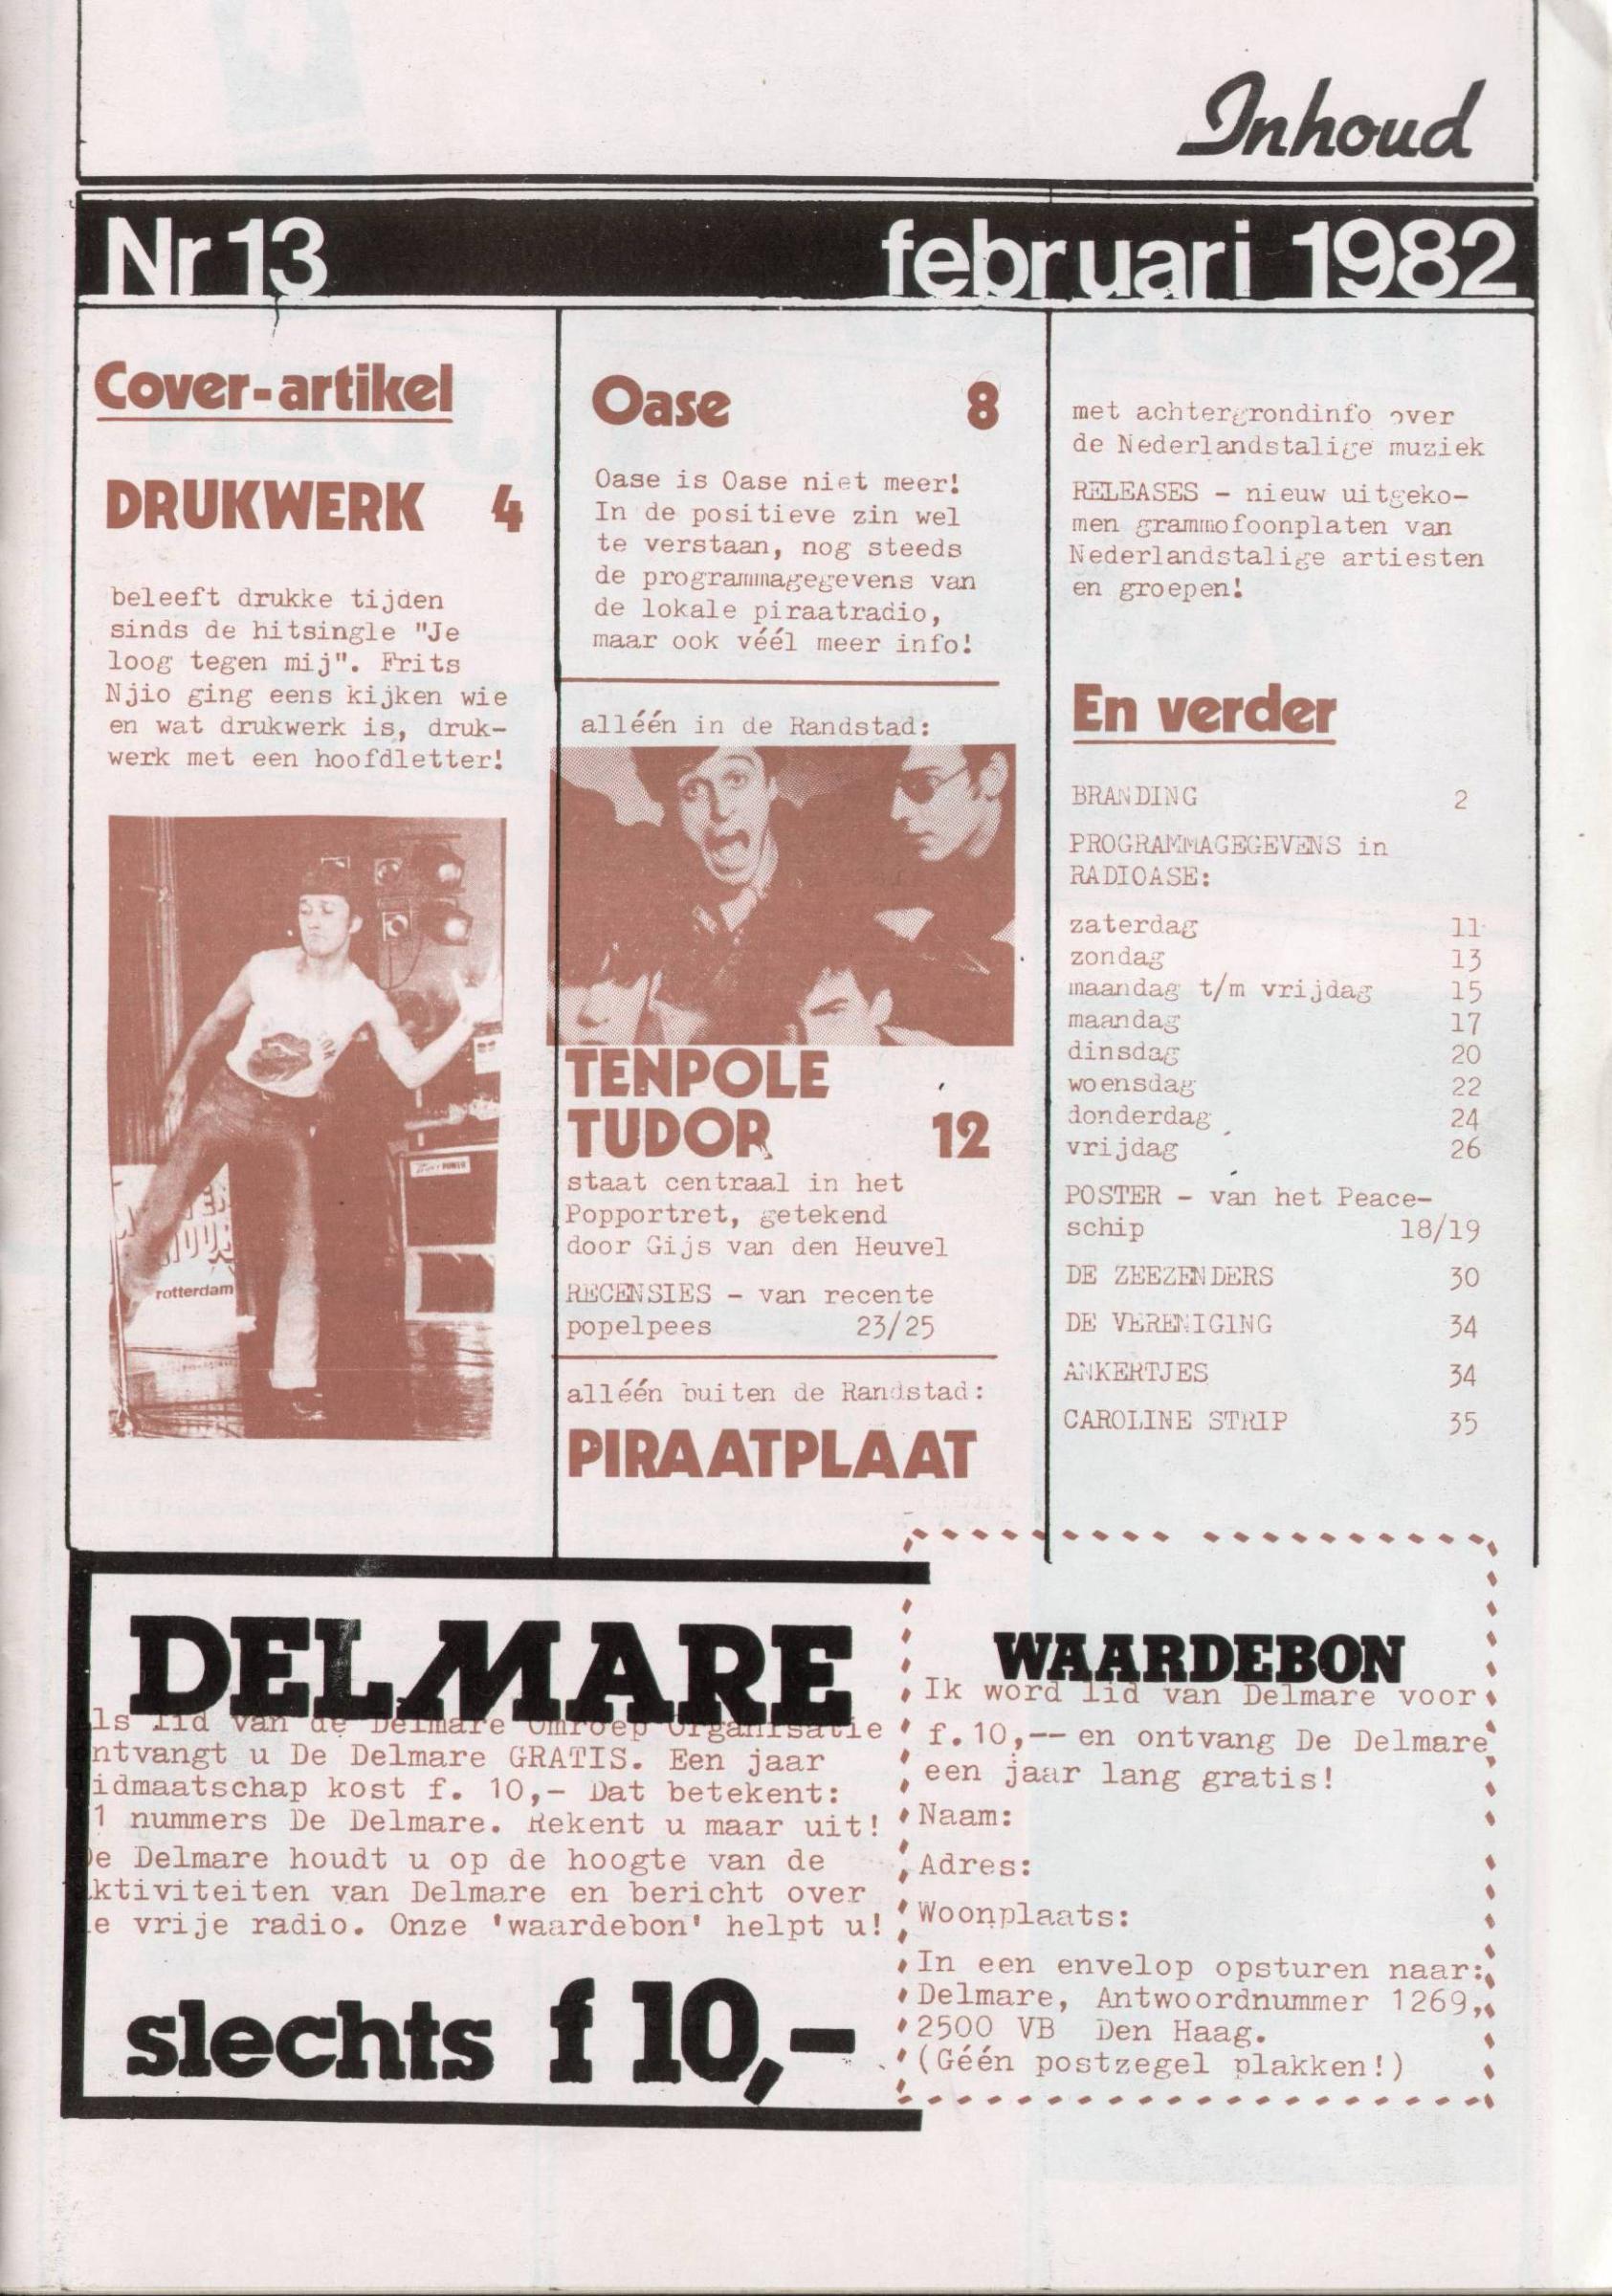 Inhoud
Nr 13 februari 1982
Cover-artikel
DRUKWERK 4
beleeft drukke tijden
sinds de hitsingle "Je
loog tegen mij". Frits
Njio ging eens kijken wie
en wat drukwerk is, druk-
werk met een hoofdletter!
rotterdam
Oase 8
Oase is Oase niet meer!
In de positieve zin wel
te verstaan, nog steeds
de programmagegevens van
de lokale piraatradio,
maar ook véél meer info!
alléén in de Randstad:
TENPOLE
TUDOR 12
staat centraal in het
Popportret, getekend
door Gijs van den Heuvel
RECENSIES - van recente
popelpees 23/25
alléén buiten de Randstad:
PIRAATPLAAT
met achtergrondinfo over
de Nederlandstalige muziek
RELEASES - nieuw uitgeko-
men grammofoonplaten van
Nederlandstalige artiesten
en groepen!
En verder
BRANDING 2
PROGRAMMAGEGEVENS in
RADIOASE:
zaterdag 11
zondag 13
maandag t/m vrijdag 15
maandag 17
dinsdag 20
woensdag 22
donderdag 24
vrijdag 26
POSTER - van het Peace-
schip 18/19
DE ZEEZENDERS 30
DE VERENIGING 34
ANKERTJES 34
CAROLINE STRIP 35
DELMARE
ls lid van de Delmare Omroep Organisatie
ntvangt u De Delmare GRATIS. Een jaar
idmaatschap kost f. 10,- Dat betekent:
1 nummers De Delmare. Rekent u maar uit!
e Delmare houdt u op de hoogte van de
ktiviteiten van Delmare en bericht over
e vrije radio. Onze 'waardebon' helpt u!
slechts f 10,-
WAARDEBON
Ik word lid van Delmare voor
f.10,-- en ontvang De Delmare
een jaar lang gratis!
Naam:
Adres:
Woonplaats:
In een envelop opsturen naar:
Delmare, Antwoordnummer 1269,
2500 VB Den Haag.
(Géén postzegel plakken!)